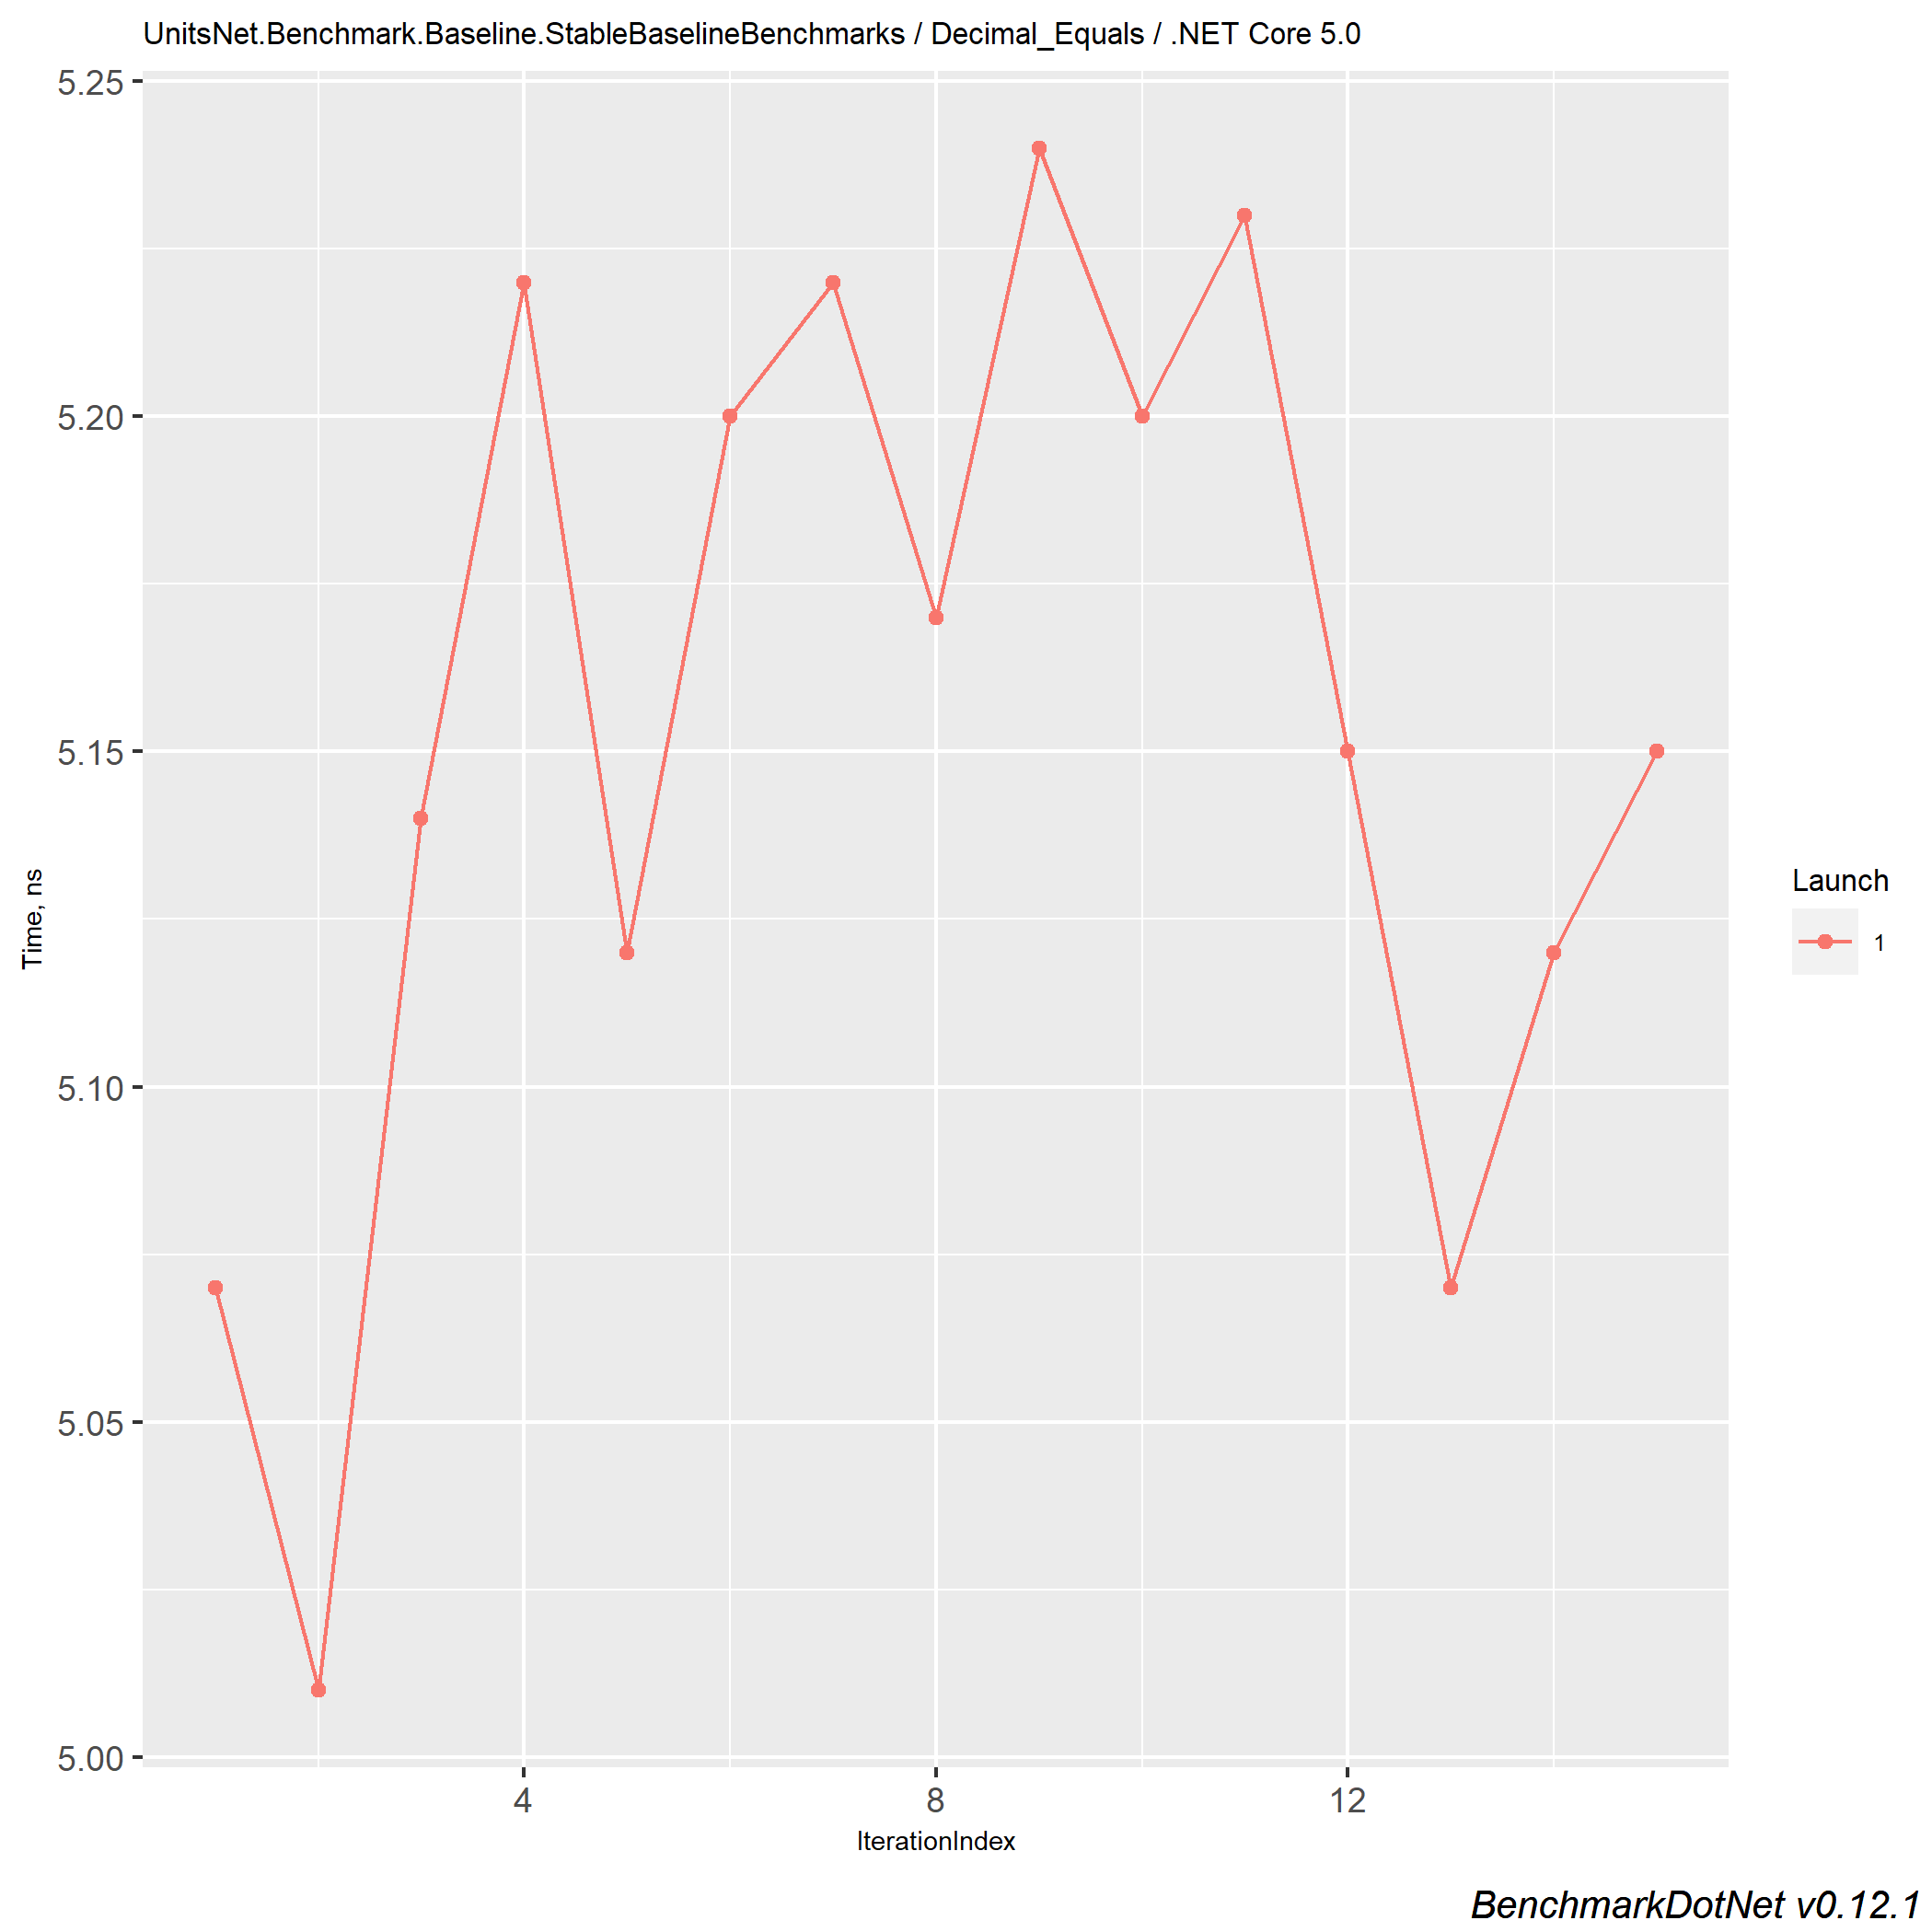 UnitsNet.Benchmark.Baseline.StableBaselineBenchmarks / Decimal_Equals / .NET Core 5.0
5.25
5.20
5.15
5.10
5.05
5.00
Time, ns
4 8 12
IterationIndex
Launch
1
BenchmarkDotNet v0.12.1